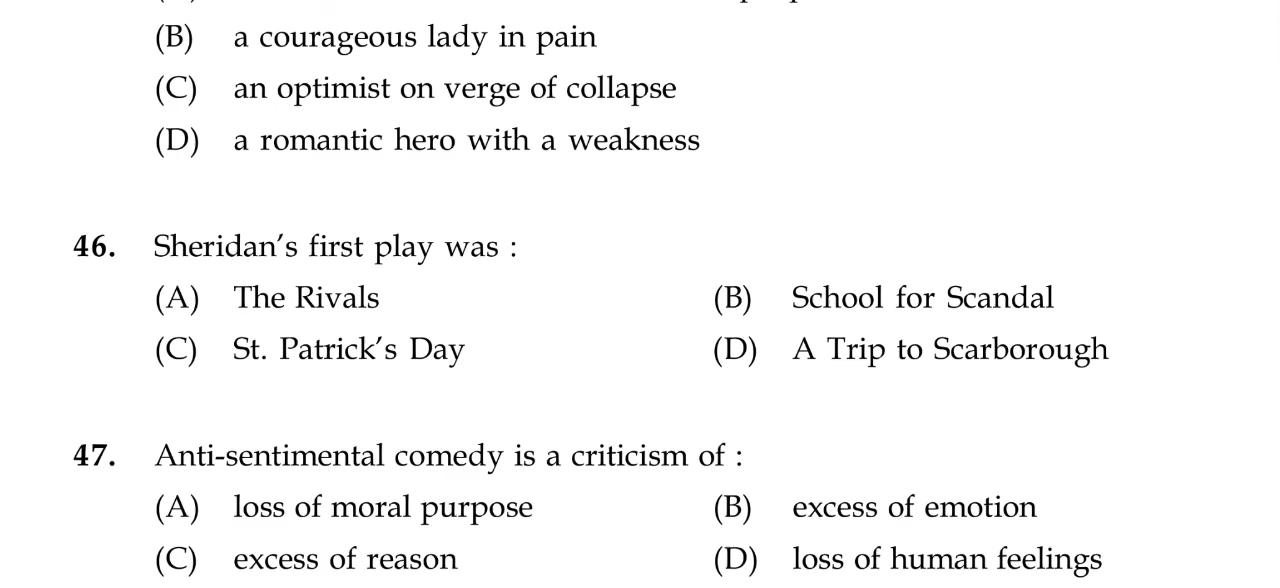 (B) a courageous lady in pain
(C) an optimist on verge of collapse
(D) a romantic hero with a weakness
46. Sheridan's first play was :
(A) The Rivals (B) School for Scandal
(C) St. Patrick's Day (D) A Trip to Scarborough
47. Anti-sentimental comedy is a criticism of :
(A) loss of moral purpose (B) excess of emotion
(C) excess of reason (D) loss of human feelings